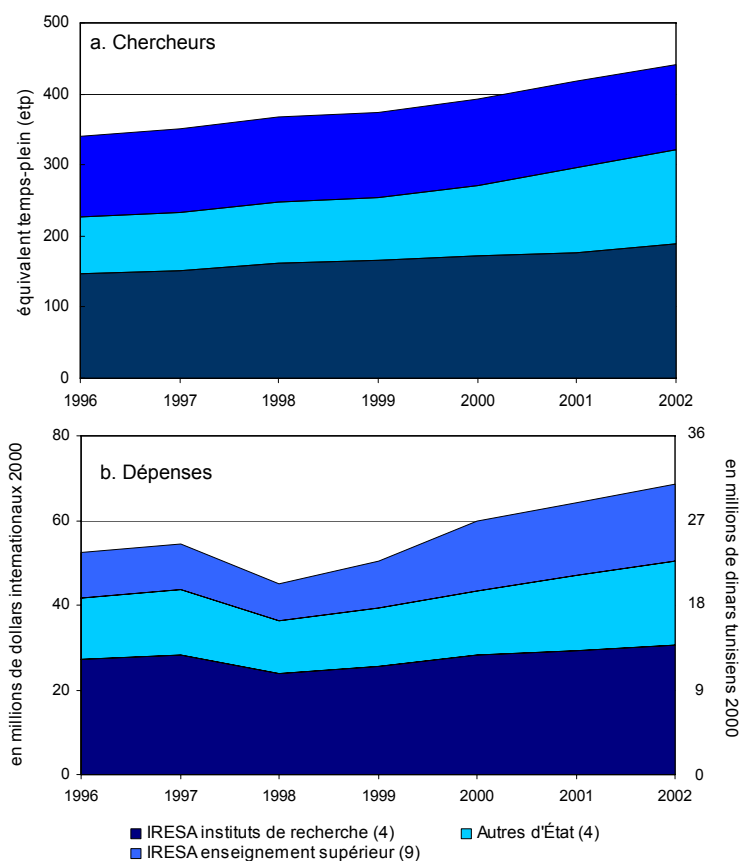 a. Chercheurs
équivalent temps-plein (etp)
500
400
300
200
100
0
1996 1997 1998 1999 2000 2001 2002
b. Dépenses
en millions de dollars internationaux 2000
80
60
40
20
0
en millions de dinars tunisiens 2000
36
27
18
9
0
1996 1997 1998 1999 2000 2001 2002
IRESA instituts de recherche (4) Autres d'État (4)
IRESA enseignement supérieur (9)